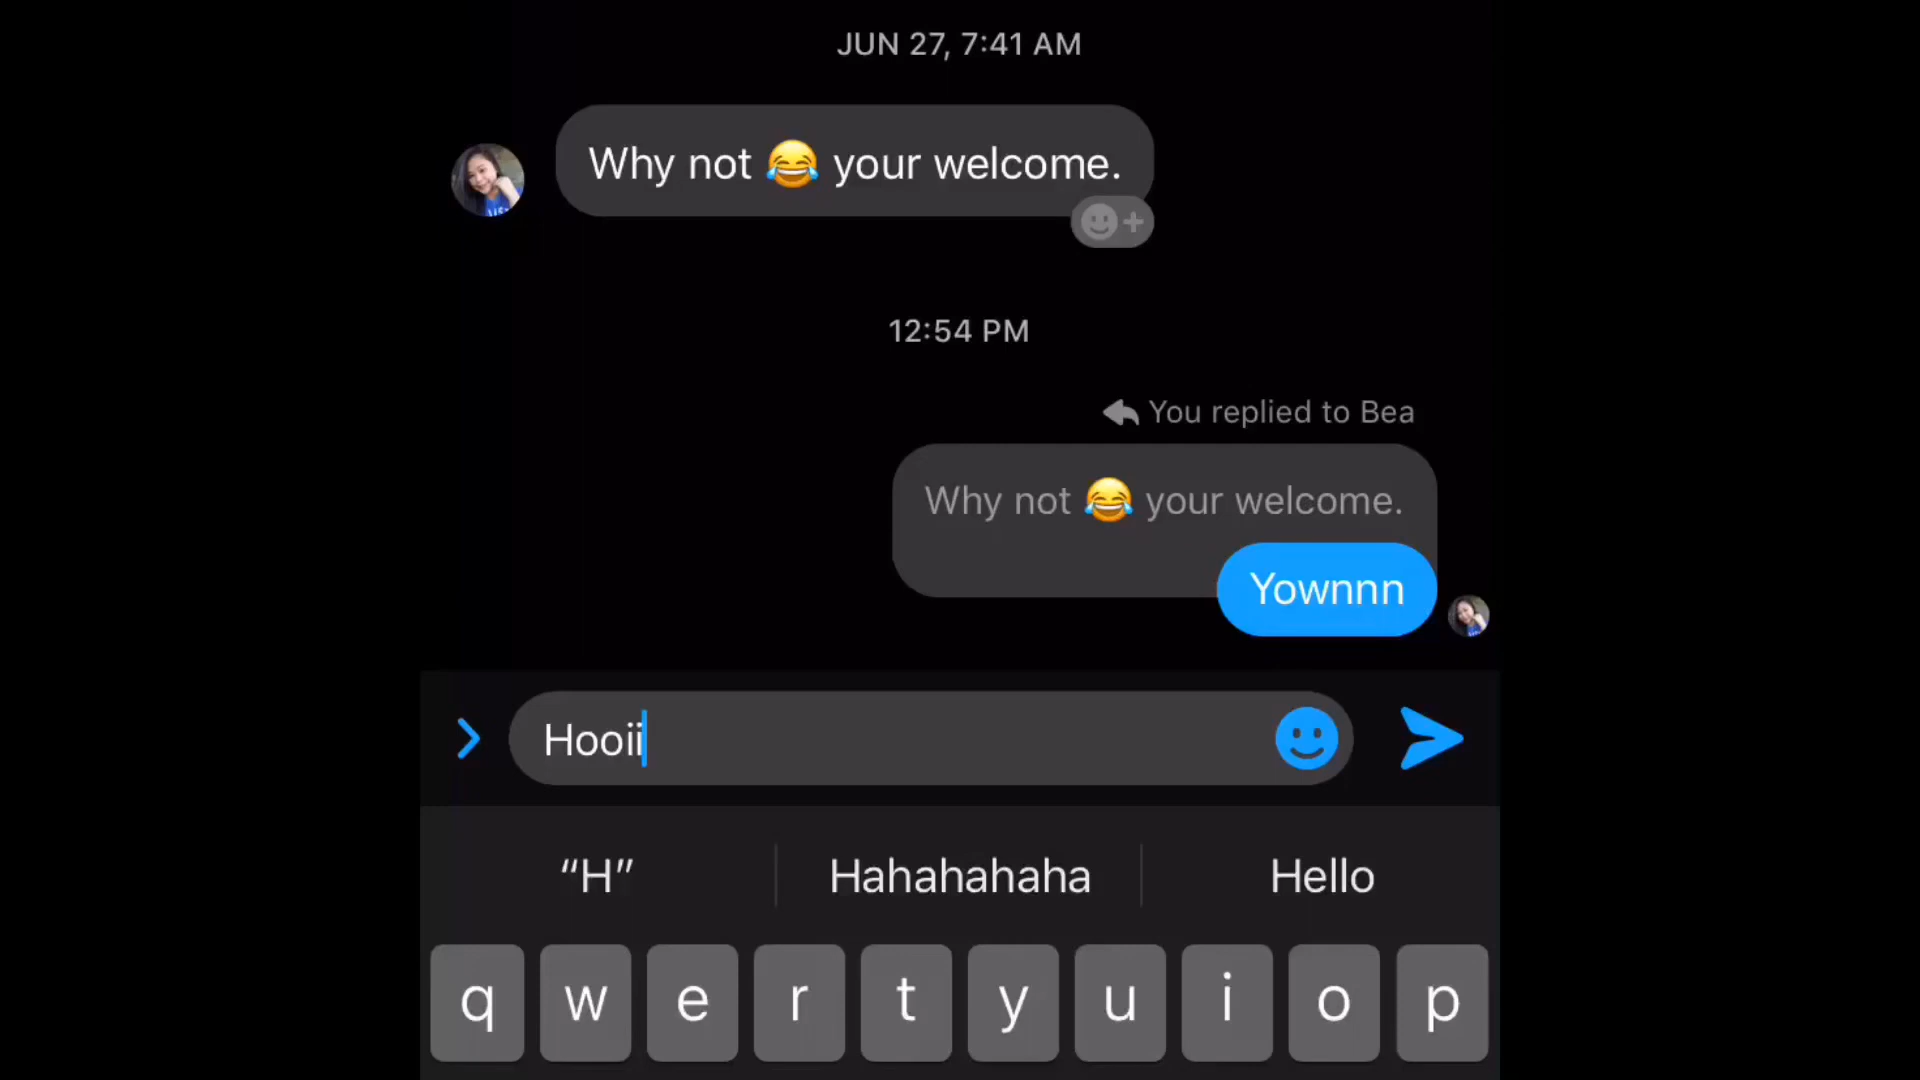 JUN 27, 7:41 AM
Why not 😂 your welcome.
12:54 PM
You replied to Bea
Why not 😂 your welcome.
Yownnn
Hooii
“H” Hahahahaha Hello
q w e r t y u i o p